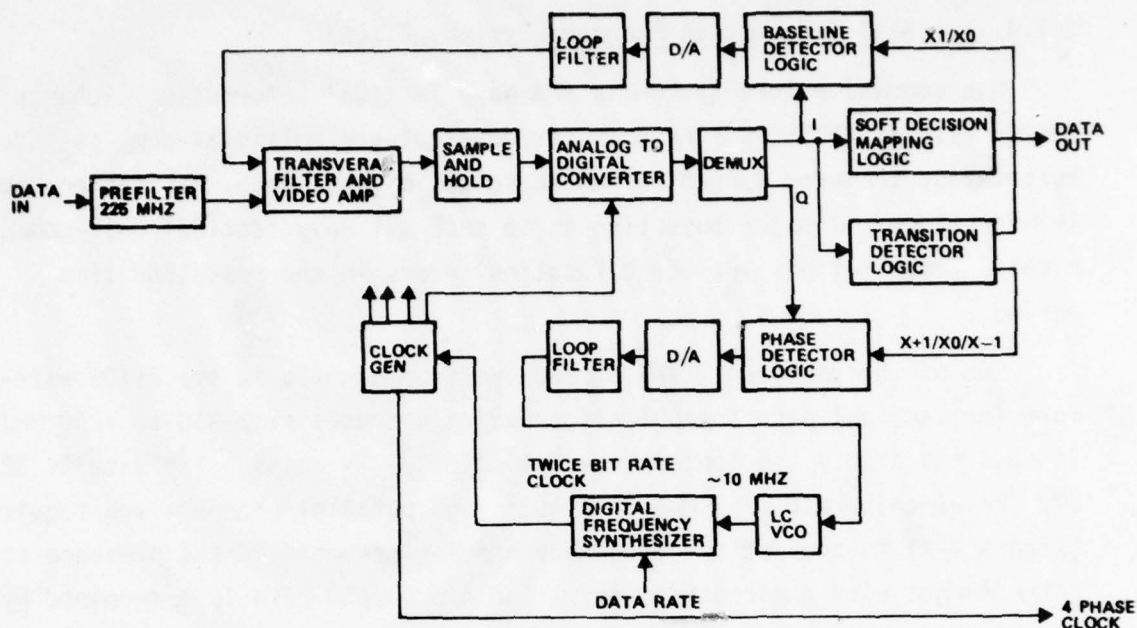 LOOP
FILTER
D/A
BASELINE
DETECTOR
LOGIC
X1/X0
I
SOFT DECISION
MAPPING
LOGIC
DATA
OUT
DATA
IN
PREFILTER
225 MHZ
TRANSVERA
FILTER AND
VIDEO AMP
SAMPLE
AND
HOLD
ANALOG TO
DIGITAL
CONVERTER
DEMUX
Q
TRANSITION
DETECTOR
LOGIC
CLOCK
GEN
LOOP
FILTER
D/A
PHASE
DETECTOR
LOGIC
X+1/X0/X−1
TWICE BIT RATE
CLOCK
~10 MHZ
DIGITAL
FREQUENCY
SYNTHESIZER
LC
VCO
DATA RATE
4 PHASE
CLOCK